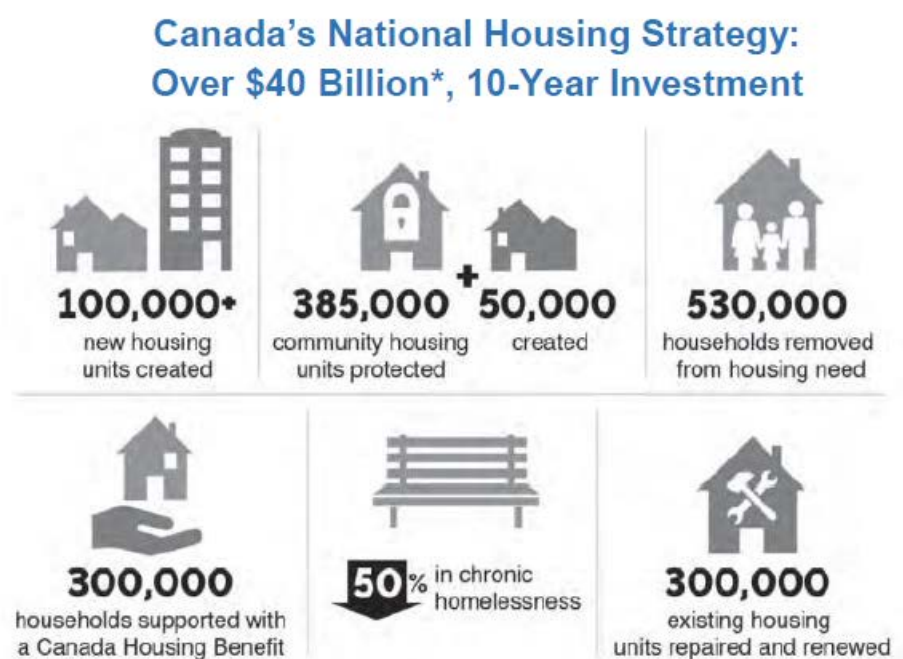 Canada's National Housing Strategy:
Over $40 Billion*, 10-Year Investment
100,000+
new housing
units created
385,000
community housing
units protected
+
50,000
created
530,000
households removed
from housing need
300,000
households supported with
a Canada Housing Benefit
50% in chronic
homelessness
300,000
existing housing
units repaired and renewed